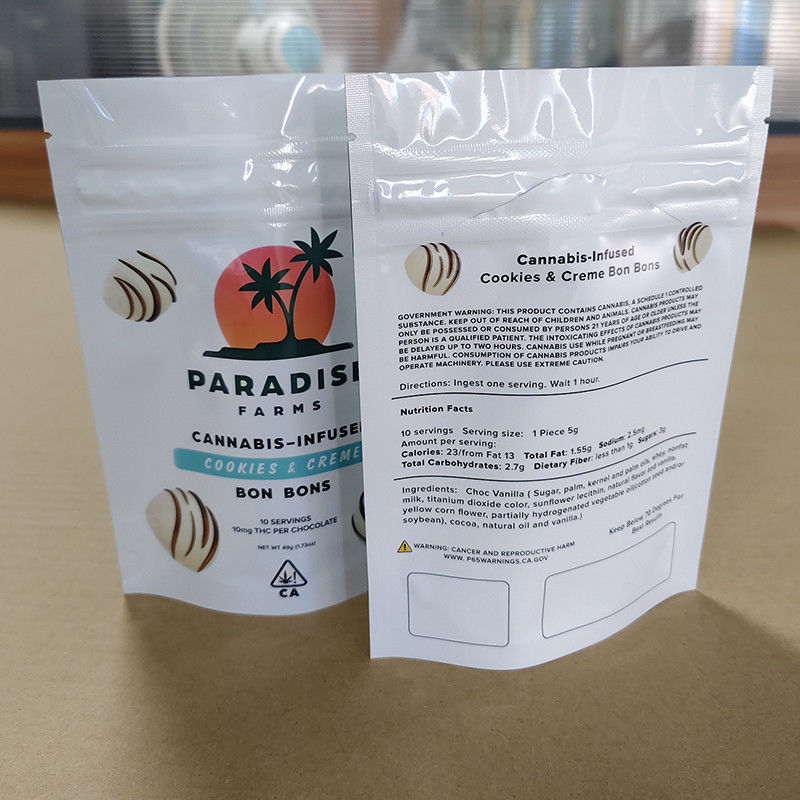 PARADISE
FARMS
CANNABIS-INFUSED
COOKIES & CREME
BON BONS
10 SERVINGS
10mg THC PER CHOCOLATE
NET WT 49g (1.73oz)
CA
Cannabis-Infused
Cookies & Creme Bon Bons
GOVERNMENT WARNING: THIS PRODUCT CONTAINS CANNABIS, A SCHEDULE 1 CONTROLLED
SUBSTANCE. KEEP OUT OF REACH OF CHILDREN AND ANIMALS. CANNABIS PRODUCTS MAY
ONLY BE POSSESSED OR CONSUMED BY PERSONS 21 YEARS OF AGE OR OLDER UNLESS THE
PERSON IS A QUALIFIED PATIENT. THE INTOXICATING EFFECTS OF CANNABIS PRODUCTS MAY
BE DELAYED UP TO TWO HOURS. CANNABIS USE WHILE PREGNANT OR BREASTFEEDING MAY
BE HARMFUL. CONSUMPTION OF CANNABIS PRODUCTS IMPAIRS YOUR ABILITY TO DRIVE AND
OPERATE MACHINERY. PLEASE USE EXTREME CAUTION.
Directions: Ingest one serving. Wait 1 hour.
Nutrition Facts
10 servings Serving size: 1 Piece 5g
Amount per serving:
Calories: 23/from Fat 13 Total Fat: 1.55g Sodium: 2.5mg
Total Carbohydrates: 2.7g Dietary Fiber: less than 1g Sugars: 3g
Ingredients: Choc Vanilla ( Sugar, palm, kernel and palm oils, whey, nonfat
milk, titanium dioxide color, sunflower lecithin, natural flavor and vanilla,
yellow corn flower, partially hydrogenated vegetable oil(cotton seed and/or
soybean), cocoa, natural oil and vanilla.)
Keep Below 70 Degrees For
Best Results
WARNING: CANCER AND REPRODUCTIVE HARM
WWW. P65WARNINGS.CA.GOV